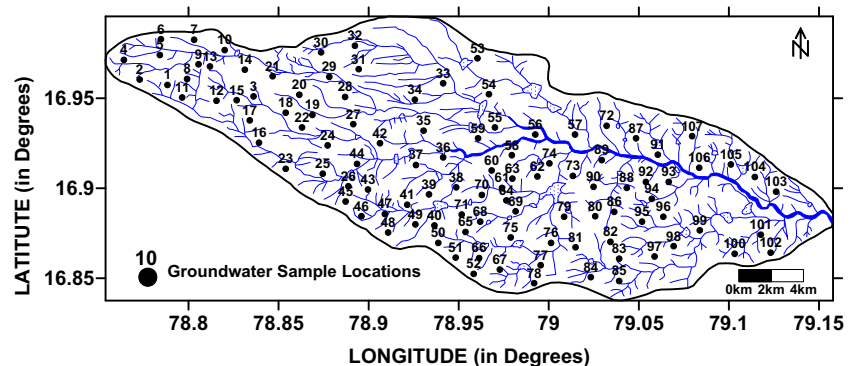 6 7 10 30 32 53
4 5 9 13 14 21 29 31 33 54
2 1 8 11 12 15 3 20 28 34
17 18 19 22 27 35 55 59 56 57 72 87 107
16 24 42 36 58 74 89 91
23 25 44 37 60 62 73 92 93 106 105 104
26 43 39 38 61 63 64 90 88 94 103
45 46 47 41 70 69 79 80 86 95 96
48 49 40 71 68 65 75 82 99 101
50 51 66 76 81 83 97 98 100 102
52 67 77 78 84 85
N
16.95
16.9
16.85
LATITUTE (in Degrees)
10
Groundwater Sample Locations
0km 2km 4km
78.8 78.85 78.9 78.95 79 79.05 79.1 79.15
LONGITUDE (in Degrees)